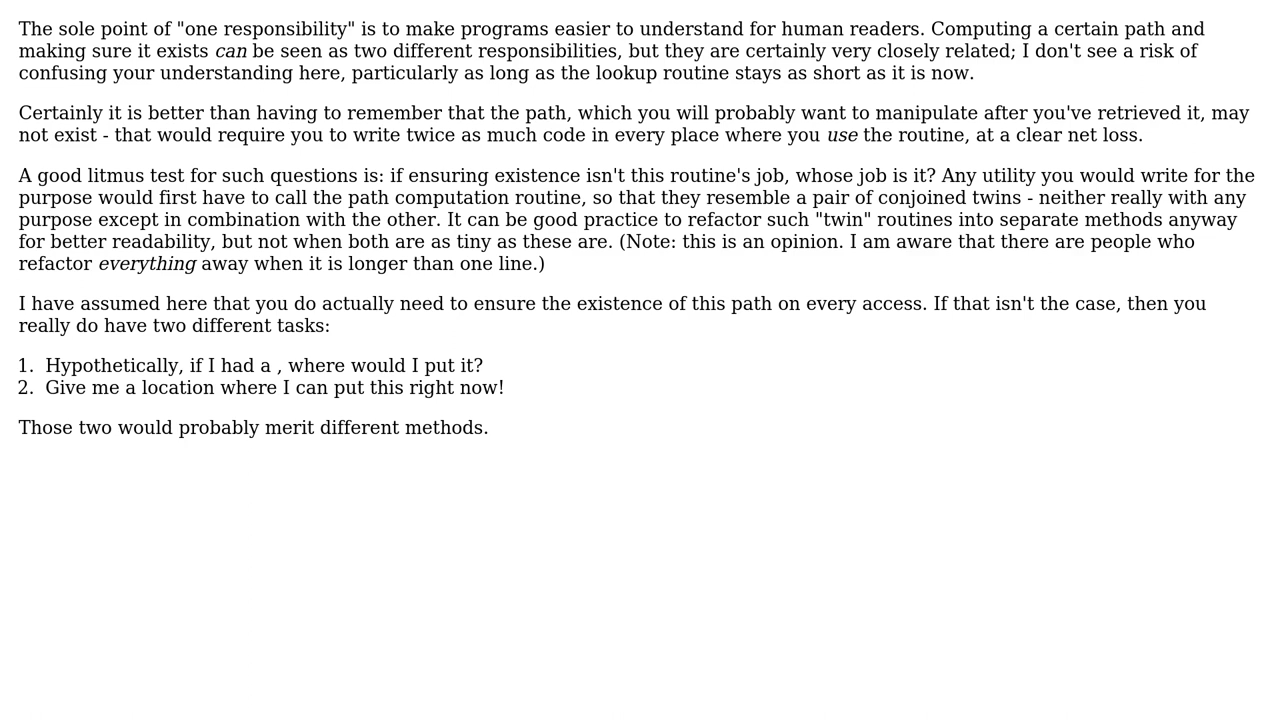 The sole point of "one responsibility" is to make programs easier to understand for human readers. Computing a certain path and
making sure it exists can be seen as two different responsibilities, but they are certainly very closely related; I don't see a risk of
confusing your understanding here, particularly as long as the lookup routine stays as short as it is now.
Certainly it is better than having to remember that the path, which you will probably want to manipulate after you've retrieved it, may
not exist - that would require you to write twice as much code in every place where you use the routine, at a clear net loss.
A good litmus test for such questions is: if ensuring existence isn't this routine's job, whose job is it? Any utility you would write for the
purpose would first have to call the path computation routine, so that they resemble a pair of conjoined twins - neither really with any
purpose except in combination with the other. It can be good practice to refactor such "twin" routines into separate methods anyway
for better readability, but not when both are as tiny as these are. (Note: this is an opinion. I am aware that there are people who
refactor everything away when it is longer than one line.)
I have assumed here that you do actually need to ensure the existence of this path on every access. If that isn't the case, then you
really do have two different tasks:
1. Hypothetically, if I had a , where would I put it?
2. Give me a location where I can put this right now!
Those two would probably merit different methods.